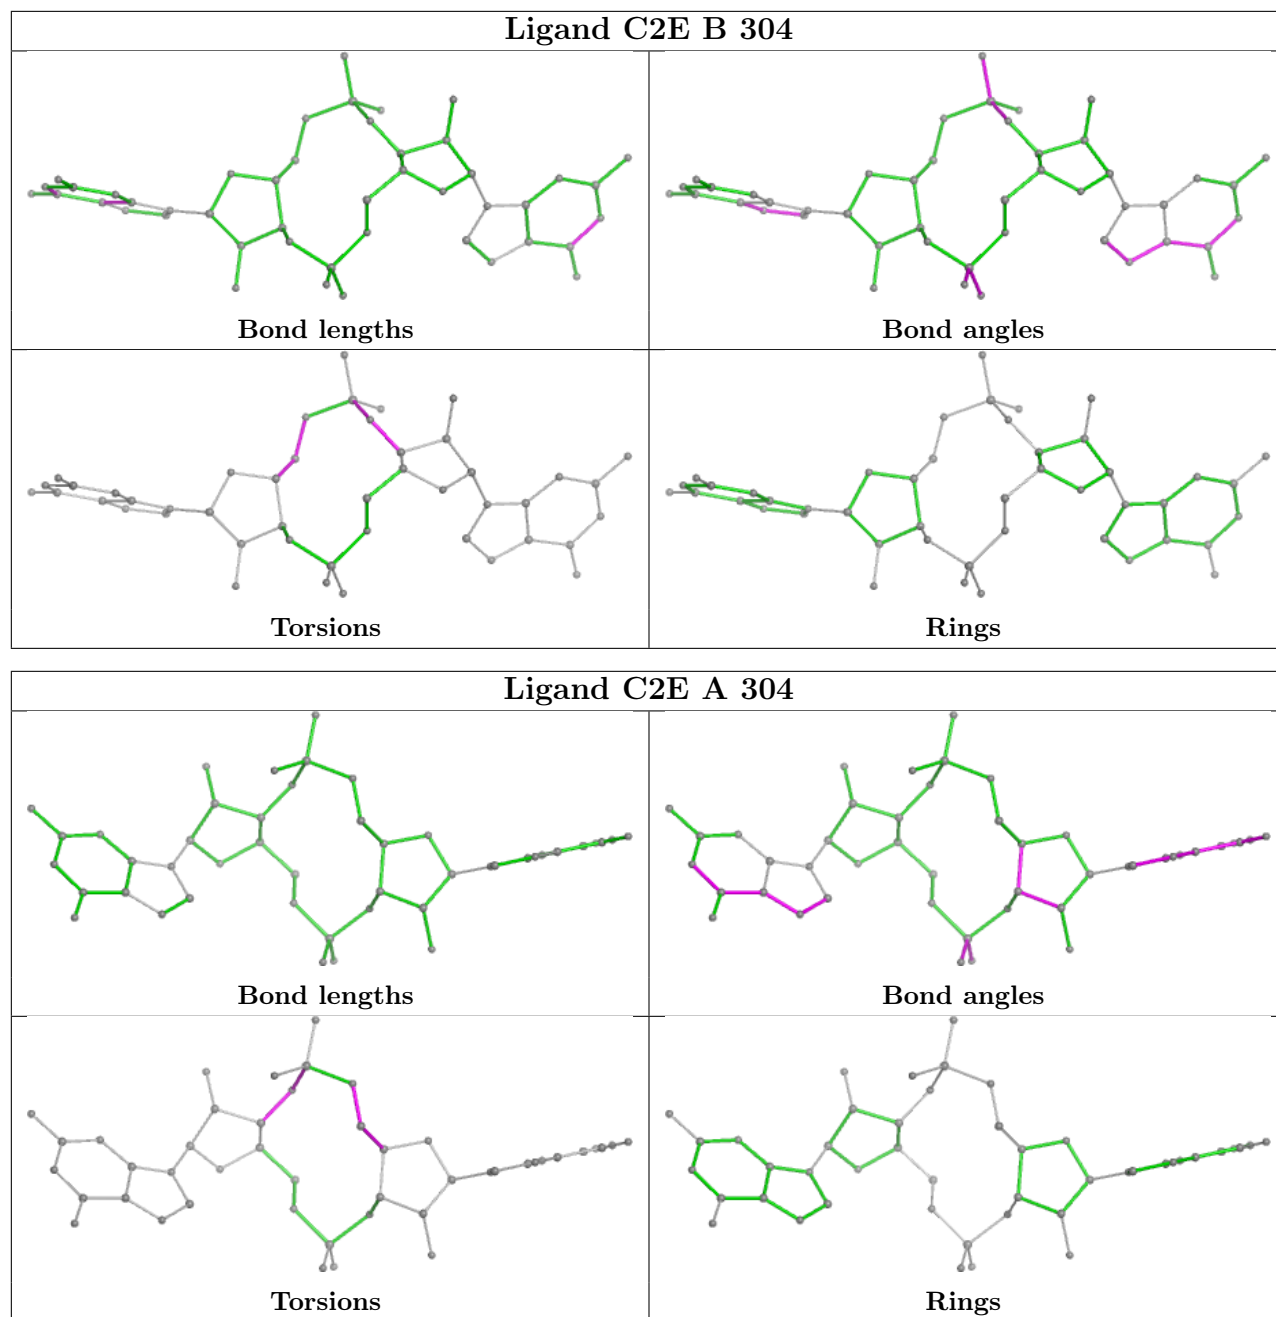 Ligand C2E B 304
Bond lengths
Bond angles
Torsions
Rings
Ligand C2E A 304
Bond lengths
Bond angles
Torsions
Rings